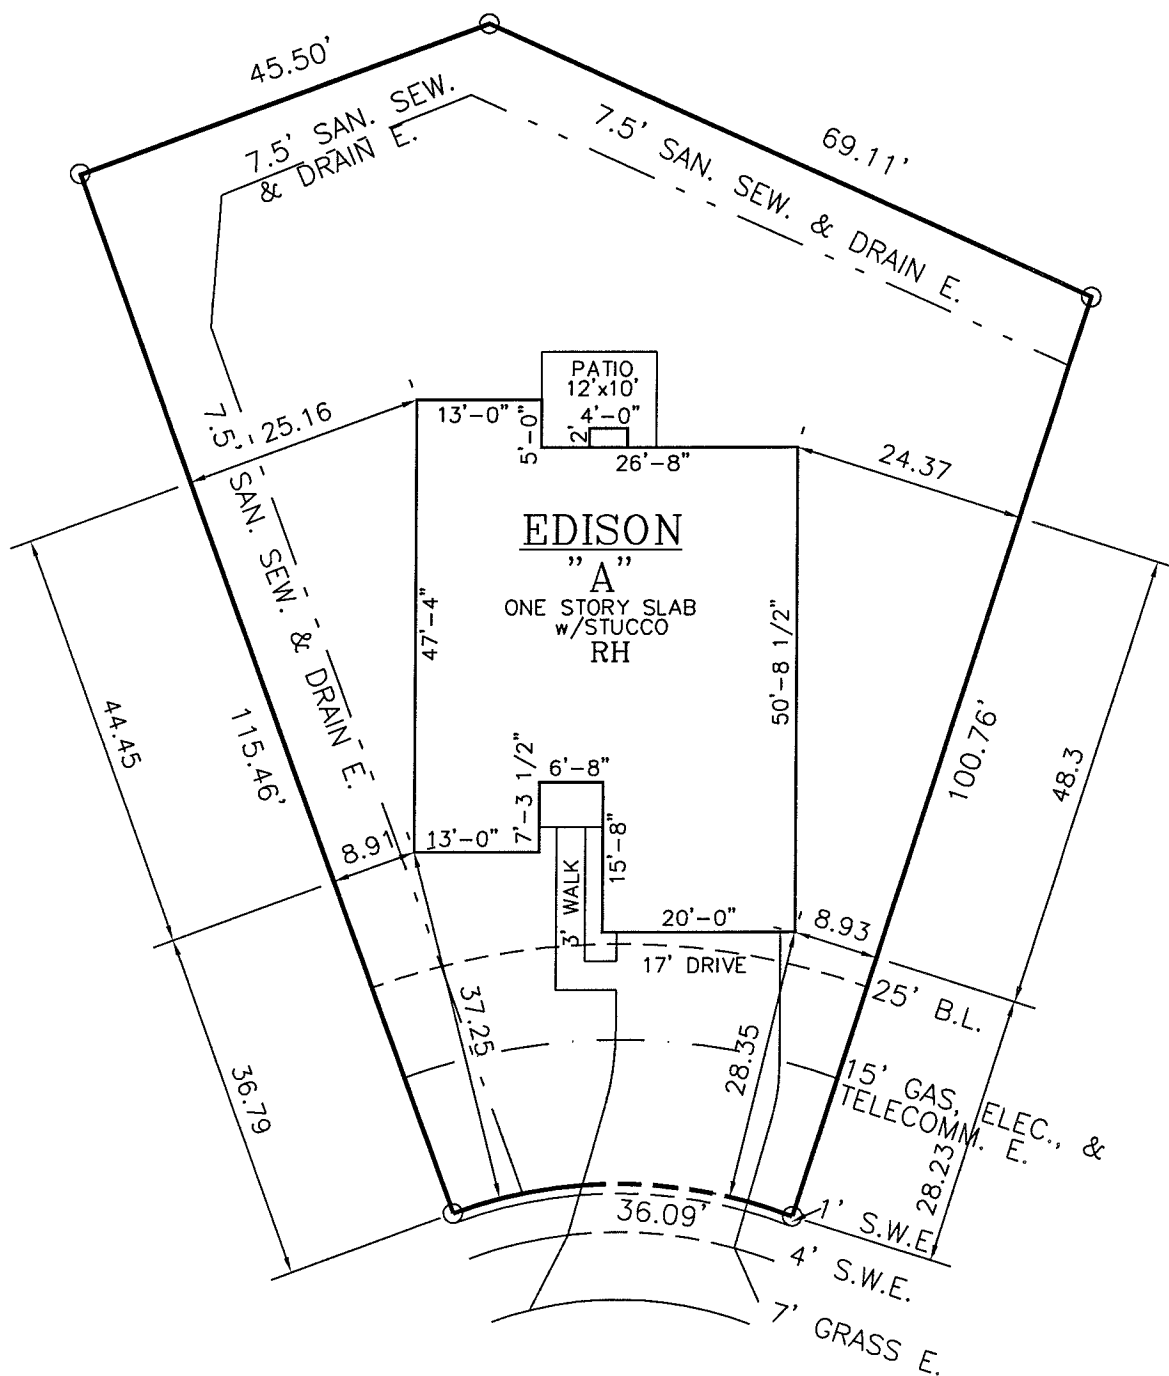 45.50'
7.5' SAN. SEW.
& DRAIN E.
69.11'
7.5' SAN. SEW. & DRAIN E.
PATIO
12'x10'
4'-0"
2'
13'-0"
5'-0"
26'-8"
25.16
24.37
7.5' SAN. SEW. & DRAIN E.
EDISON
"A"
ONE STORY SLAB
w/STUCCO
RH
47'-4"
50'-8 1/2"
44.45
115.46'
100.76'
48.3
6'-8"
7'-3 1/2"
13'-0"
8.91
15'-8"
3' WALK
20'-0"
8.93
17' DRIVE
25' B.L.
37.25
28.35
36.79
15' GAS, ELEC., &
TELECOMM. E.
28.23
36.09'
1' S.W.E.
4' S.W.E.
7' GRASS E.